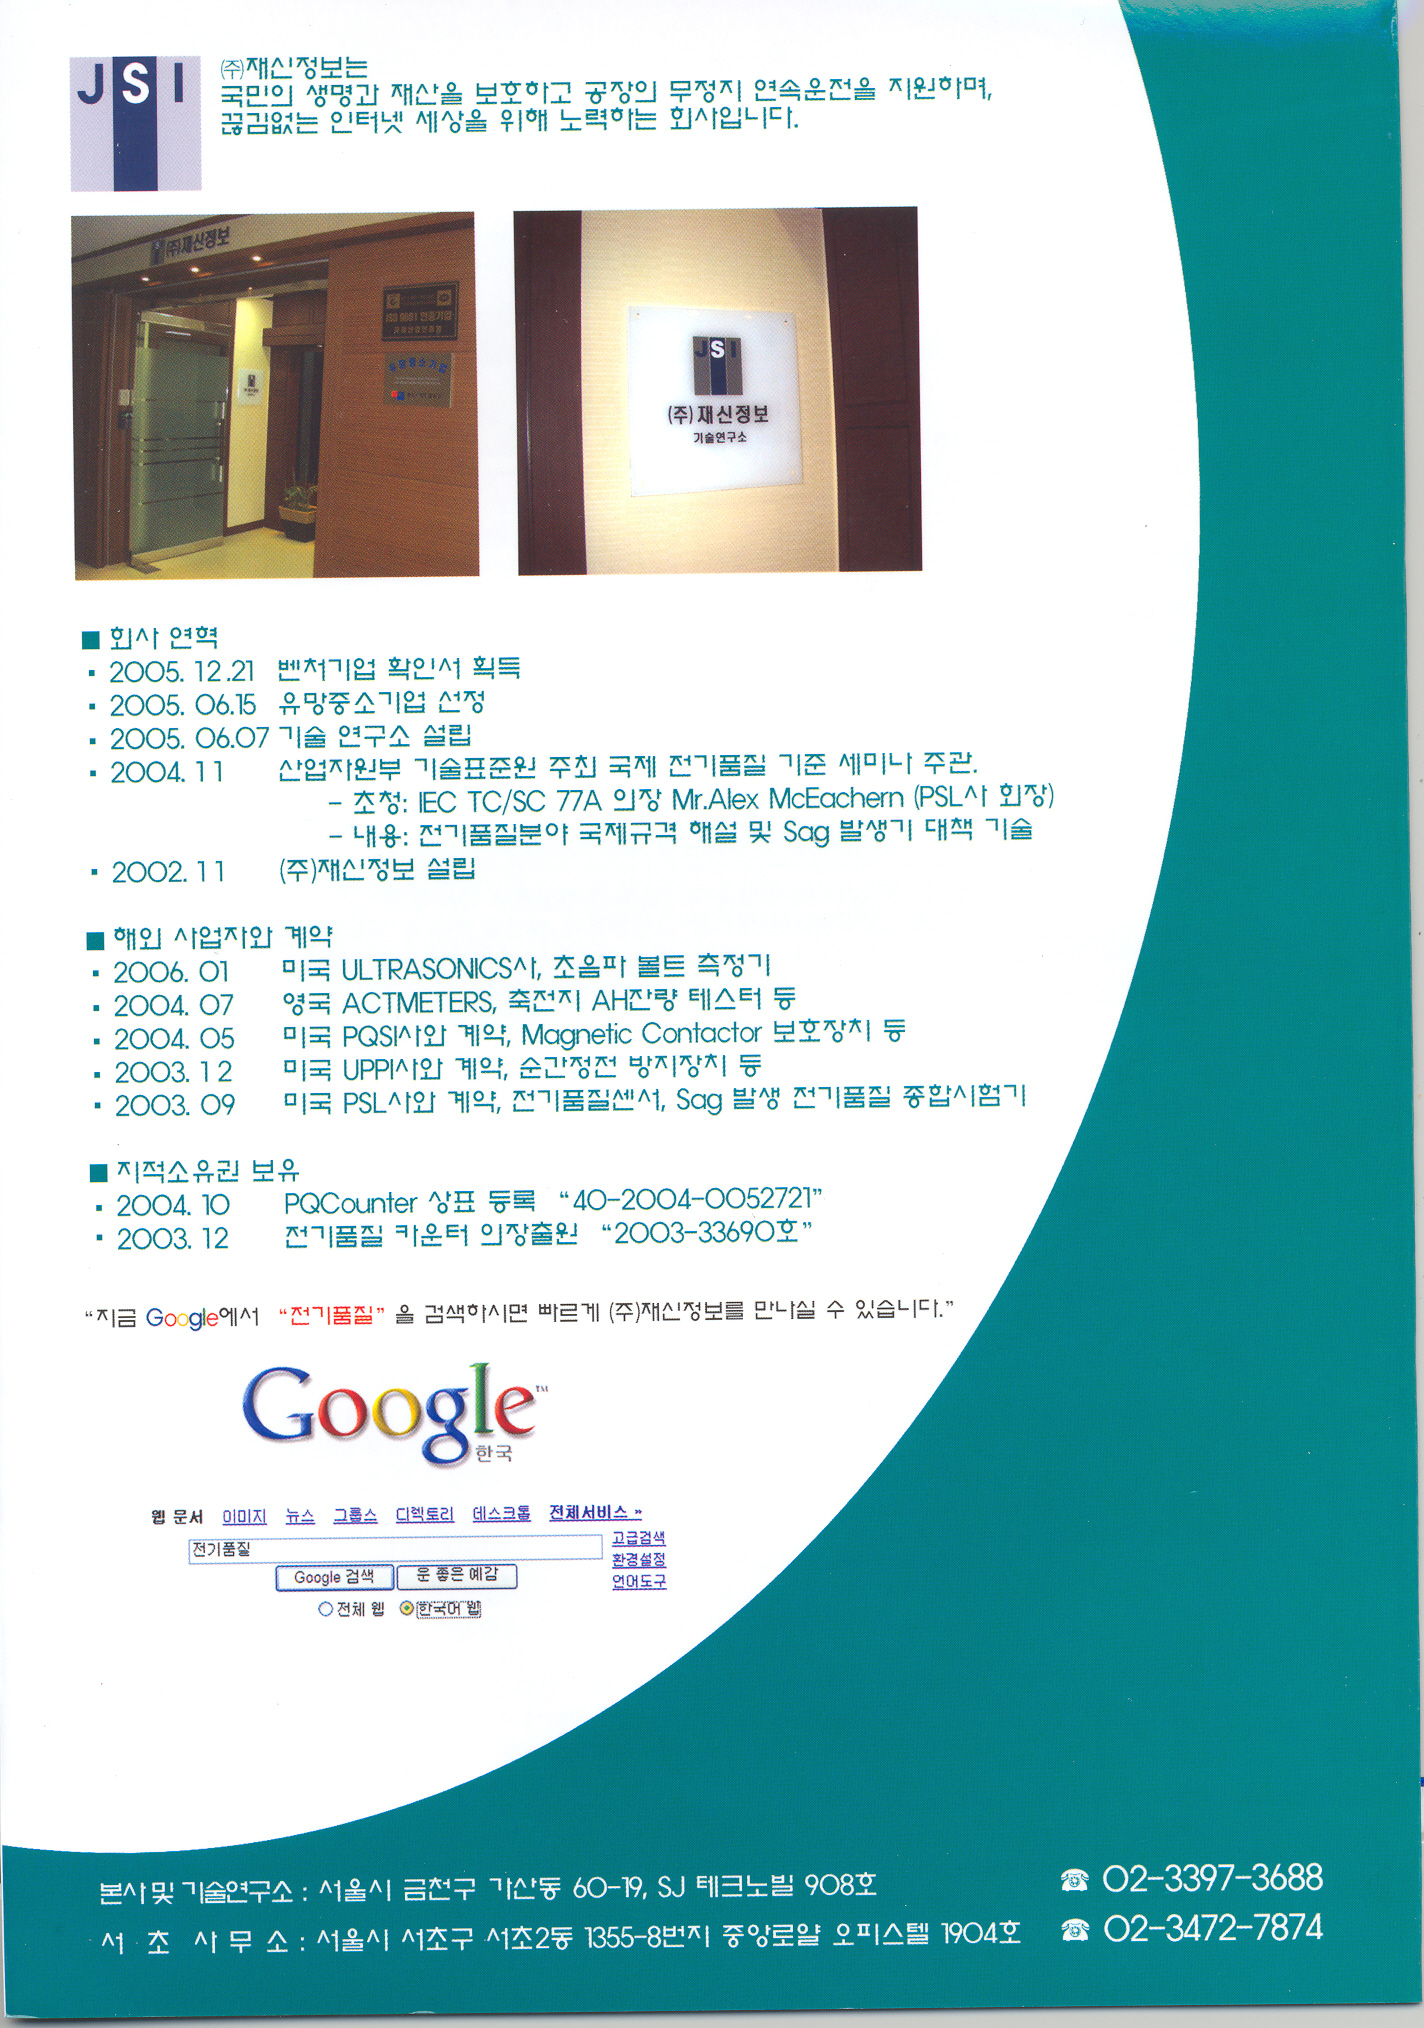 JSI
㈜재신정보는
국민의 생명과 재산을 보호하고 공장의 무정지 연속운전을 지원하며,
끊김없는 인터넷 세상을 위해 노력하는 회사입니다.
(주)재신정보
ISO 9001 인증기업
유망중소기업
JSI
(주)재신정보
기술연구소
■ 회사 연혁
▪ 2005. 12.21 벤처기업 확인서 획득
▪ 2005. 06.15 유망중소기업 선정
▪ 2005. 06.07 기술 연구소 설립
▪ 2004. 11 산업자원부 기술표준원 주최 국제 전기품질 기준 세미나 주관.
- 초청: IEC TC/SC 77A 의장 Mr.Alex McEachern (PSL사 회장)
- 내용: 전기품질분야 국제규격 해설 및 Sag 발생기 대책 기술
▪ 2002. 11 (주)재신정보 설립
■ 해외 사업자와 계약
▪ 2006. 01 미국 ULTRASONICS사, 초음파 볼트 측정기
▪ 2004. 07 영국 ACTMETERS, 축전지 AH잔량 테스터 등
▪ 2004. 05 미국 PQSI사와 계약, Magnetic Contactor 보호장치 등
▪ 2003. 12 미국 UPPI사와 계약, 순간정전 방지장치 등
▪ 2003. 09 미국 PSL사와 계약, 전기품질센서, Sag 발생 전기품질 종합시험기
■ 지적소유권 보유
▪ 2004. 10 PQCounter 상표 등록 “40-2004-0052721”
▪ 2003. 12 전기품질 카운터 의장출원 “2003-33690호”
“지금 Google에서 “전기품질” 을 검색하시면 빠르게 (주)재신정보를 만나실 수 있습니다.”
Google™
한국
웹 문서 이미지 뉴스 그룹스 디렉토리 데스크톱 전체서비스 »
전기품질
고급검색
환경설정
언어도구
Google 검색 운 좋은 예감
전체 웹 한국어 웹
본사및기술연구소 : 서울시 금천구 가산동 60-19, SJ 테크노빌 908호 ☎ 02-3397-3688
서 초 사 무 소 : 서울시 서초구 서초2동 1355-8번지 중앙로얄 오피스텔 1904호 ☎ 02-3472-7874